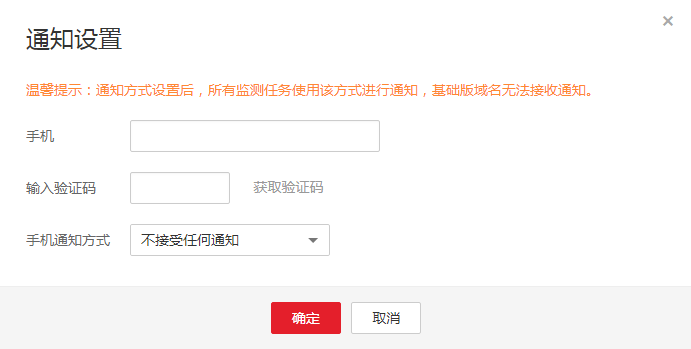 通知设置
温馨提示：通知方式设置后，所有监测任务使用该方式进行通知，基础版域名无法接收通知。
手机
输入验证码 获取验证码
手机通知方式 不接受任何通知
确定 取消